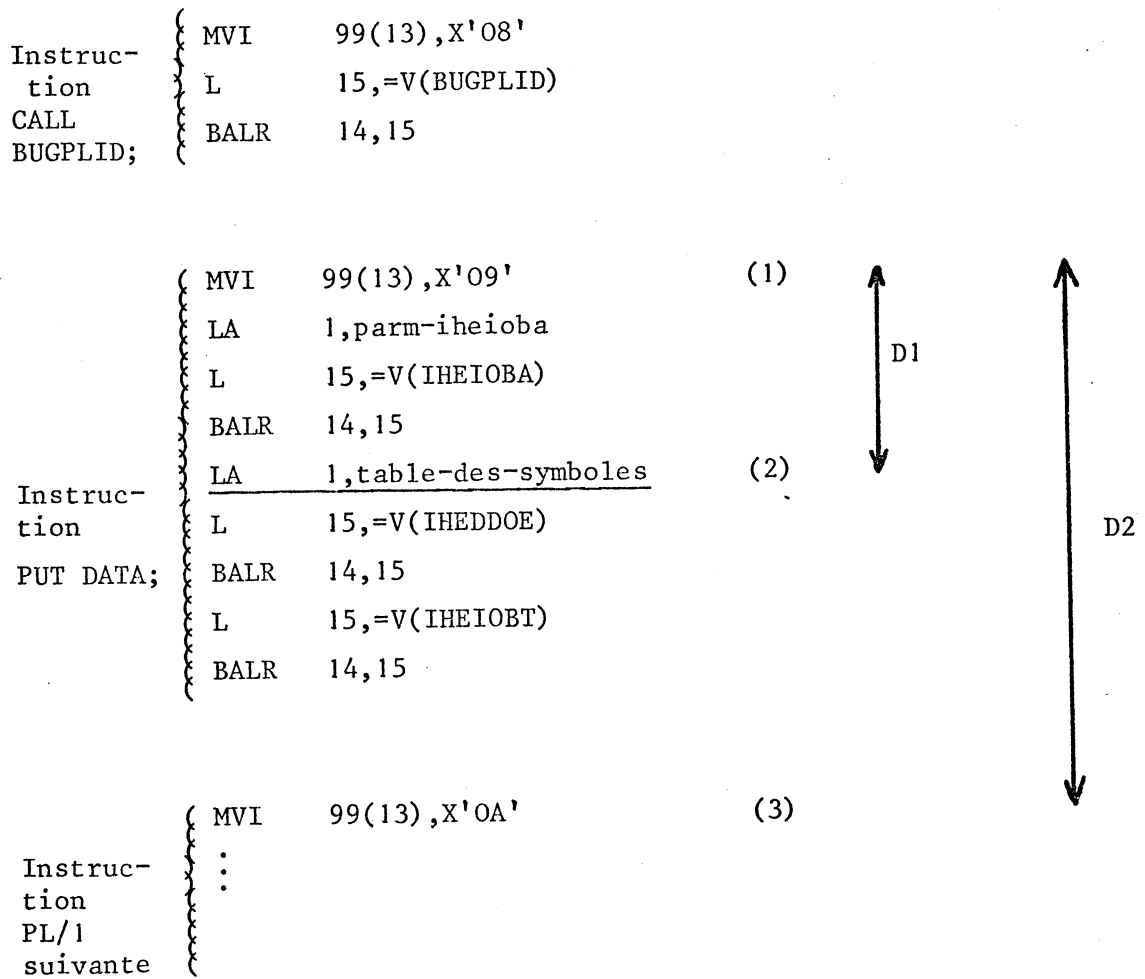 MVI 99(13),X'08'
Instruc-
tion L 15,=V(BUGPLID)
CALL BALR 14,15
BUGPLID;
MVI 99(13),X'09' (1)
LA 1,parm-iheioba
D1
L 15,=V(IHEIOBA)
BALR 14,15
LA 1,table-des-symboles (2)
Instruc-
tion L 15,=V(IHEDDOE) D2
PUT DATA; BALR 14,15
L 15,=V(IHEIOBT)
BALR 14,15
MVI 99(13),X'0A' (3)
Instruc-
tion
PL/1
suivante